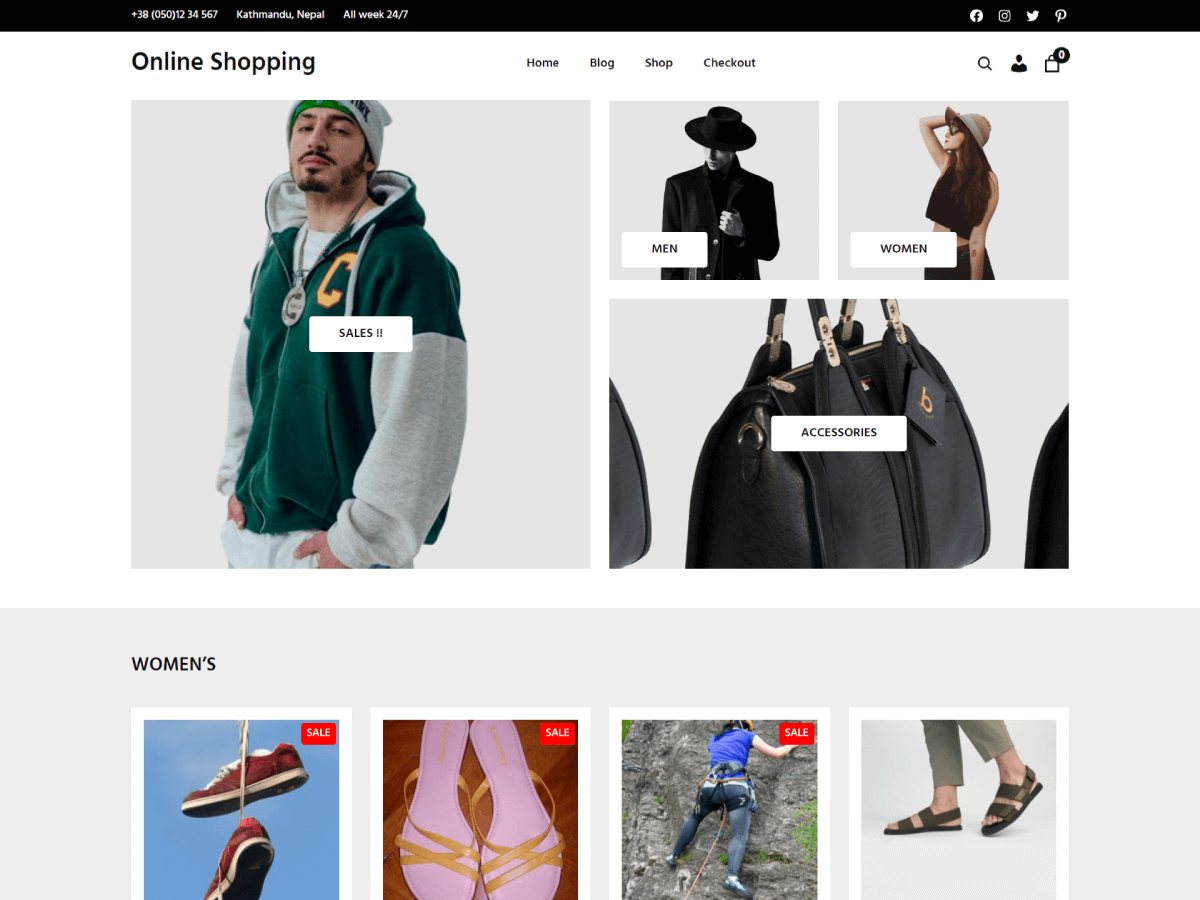 +38 (050)12 34 567 Kathmandu, Nepal All week 24/7
Online Shopping Home Blog Shop Checkout 0
MEN WOMEN
C
SALES !!
ACCESSORIES
WOMEN’S
SALE SALE SALE